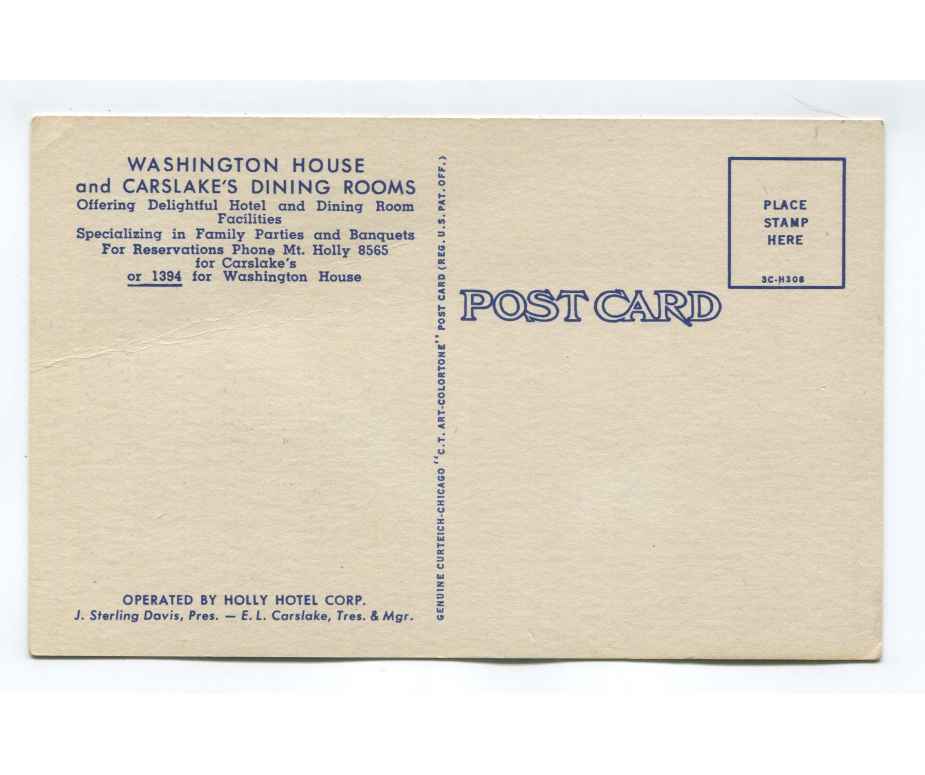 WASHINGTON HOUSE
and CARSLAKE'S DINING ROOMS
Offering Delightful Hotel and Dining Room
Facilities
Specializing in Family Parties and Banquets
For Reservations Phone Mt. Holly 8565
for Carslake's
or 1394 for Washington House
OPERATED BY HOLLY HOTEL CORP.
J. Sterling Davis, Pres. — E. L. Carslake, Tres. & Mgr.
GENUINE CURTEICH-CHICAGO "C. T. ART-COLORTONE" POST CARD (REG. U. S. PAT. OFF.)
POST CARD
PLACE
STAMP
HERE
3C-H308